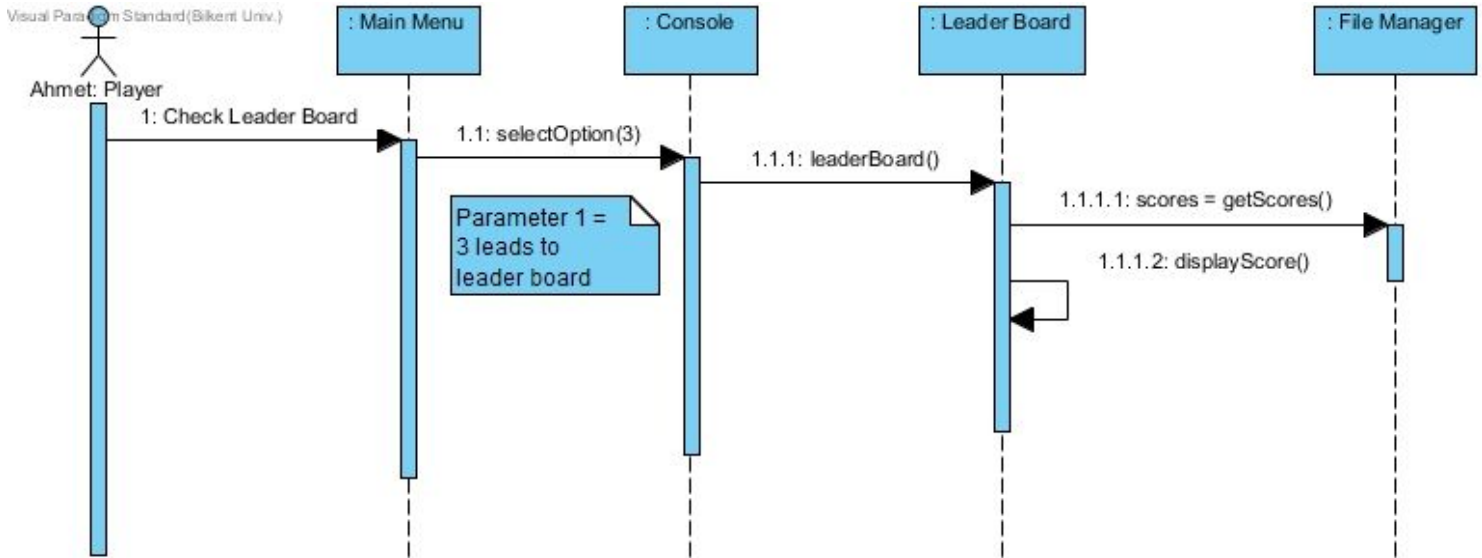 Visual Paradigm Standard(Bilkent Univ.)
: Main Menu
: Console
: Leader Board
: File Manager
Ahmet: Player
1: Check Leader Board
1.1: selectOption(3)
1.1.1: leaderBoard()
1.1.1.1: scores = getScores()
1.1.1.2: displayScore()
Parameter 1 =
3 leads to
leader board